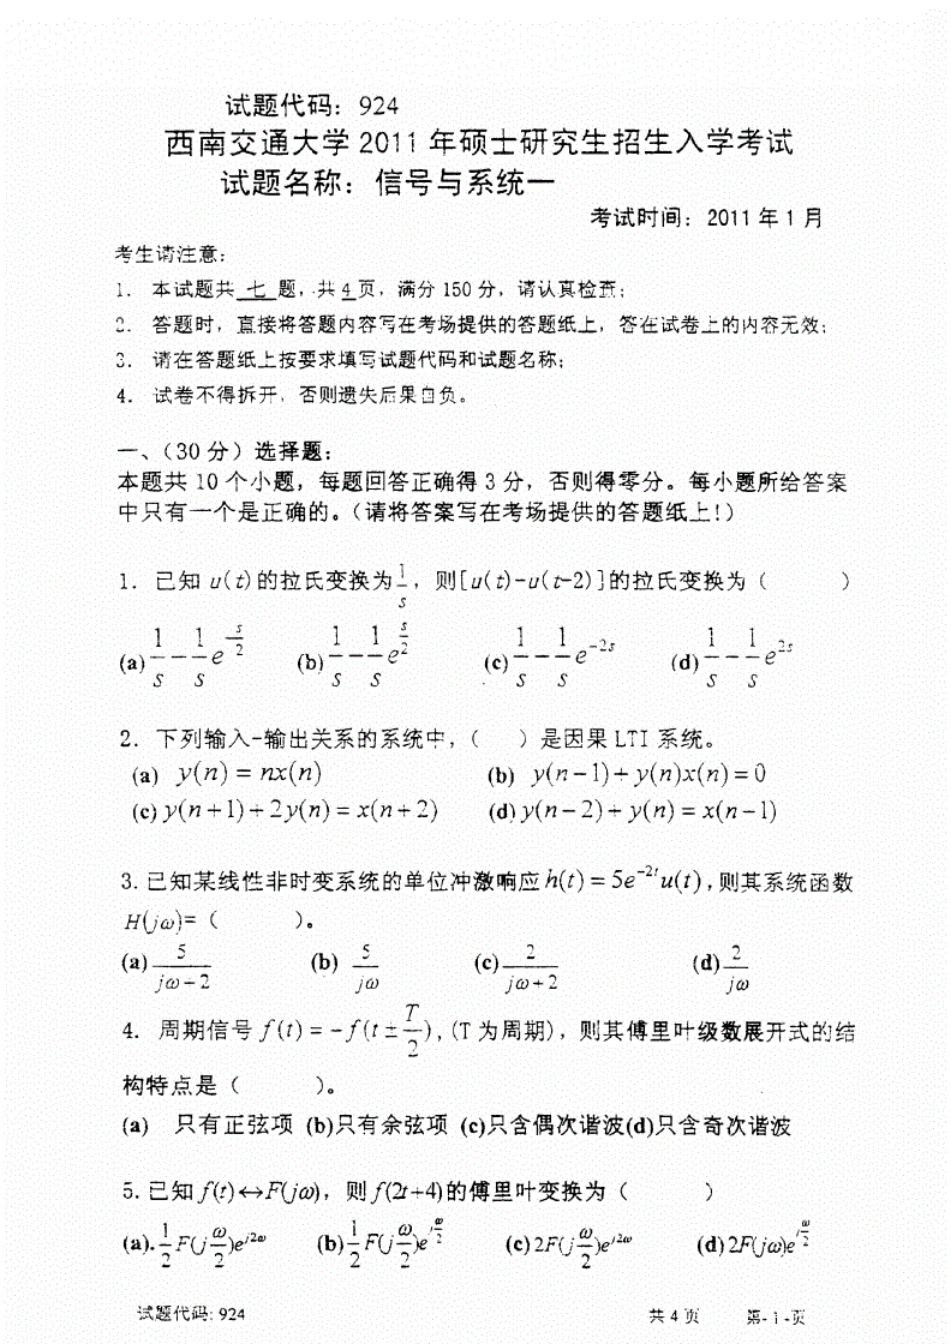 试题代码：924
西南交通大学 2011 年硕士研究生招生入学考试
试题名称：信号与系统一
考试时间：2011 年 1 月
考生请注意：
1. 本试题共 七 题，共 4 页，满分 150 分，请认真检查；
2. 答题时，直接将答题内容写在考场提供的答题纸上，答在试卷上的内容无效；
3. 请在答题纸上按要求填写试题代码和试题名称；
4. 试卷不得拆开，否则遗失后果自负。
一、（30 分）选择题：
本题共 10 个小题，每题回答正确得 3 分，否则得零分。每小题所给答案
中只有一个是正确的。（请将答案写在考场提供的答题纸上！）
1. 已知 u(t)的拉氏变换为 1/s，则[u(t)-u(t-2)]的拉氏变换为（ ）
(a) 1/s - 1/s e^{-s/2} (b) 1/s - 1/s e^{s/2} (c) 1/s - 1/s e^{-2s} (d) 1/s - 1/s e^{2s}
2. 下列输入-输出关系的系统中，（ ）是因果 LTI 系统。
(a) y(n) = nx(n) (b) y(n-1) + y(n)x(n) = 0
(c) y(n+1) + 2y(n) = x(n+2) (d) y(n-2) + y(n) = x(n-1)
3. 已知某线性非时变系统的单位冲激响应 h(t) = 5e^{-2t}u(t)，则其系统函数
H(jω)=（ ）。
(a) 5/(jω+2) (b) 5/jω (c) 2/(jω+2) (d) 2/jω
4. 周期信号 f(t) = -f(t ± T/2)，(T 为周期)，则其傅里叶级数展开式的结
构特点是（ ）。
(a) 只有正弦项 (b)只有余弦项 (c)只含偶次谐波(d)只含奇次谐波
5. 已知 f(t)↔F(jω)，则 f(2t+4)的傅里叶变换为（ ）
(a). 1/2 F(j ω/2)e^{j2ω} (b) 1/2 F(j ω/2)e^{j ω/2} (c) 2F(j ω/2)e^{j2ω} (d) 2F(jω)e^{j ω/2}
试题代码: 924 共 4 页 第- 1 -页